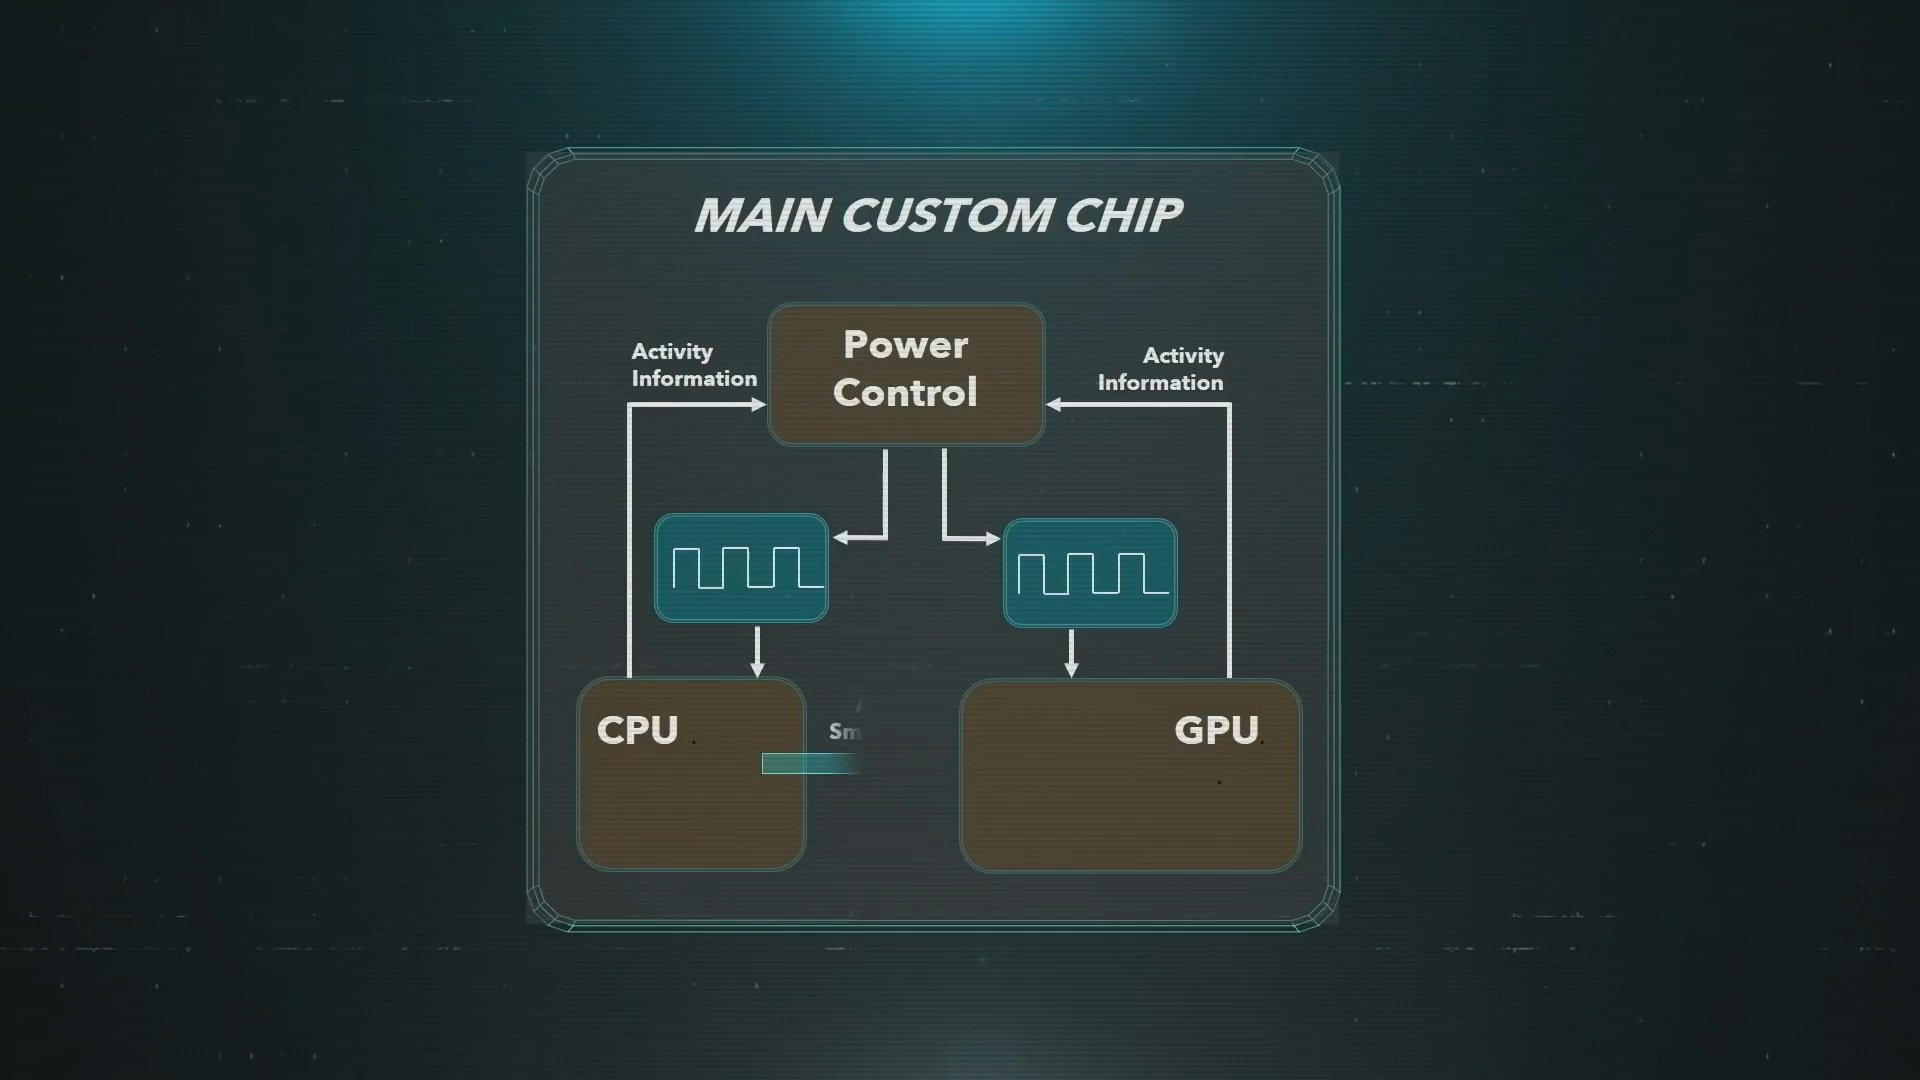 MAIN CUSTOM CHIP
Power
Control
Activity
Information
Activity
Information
CPU
GPU